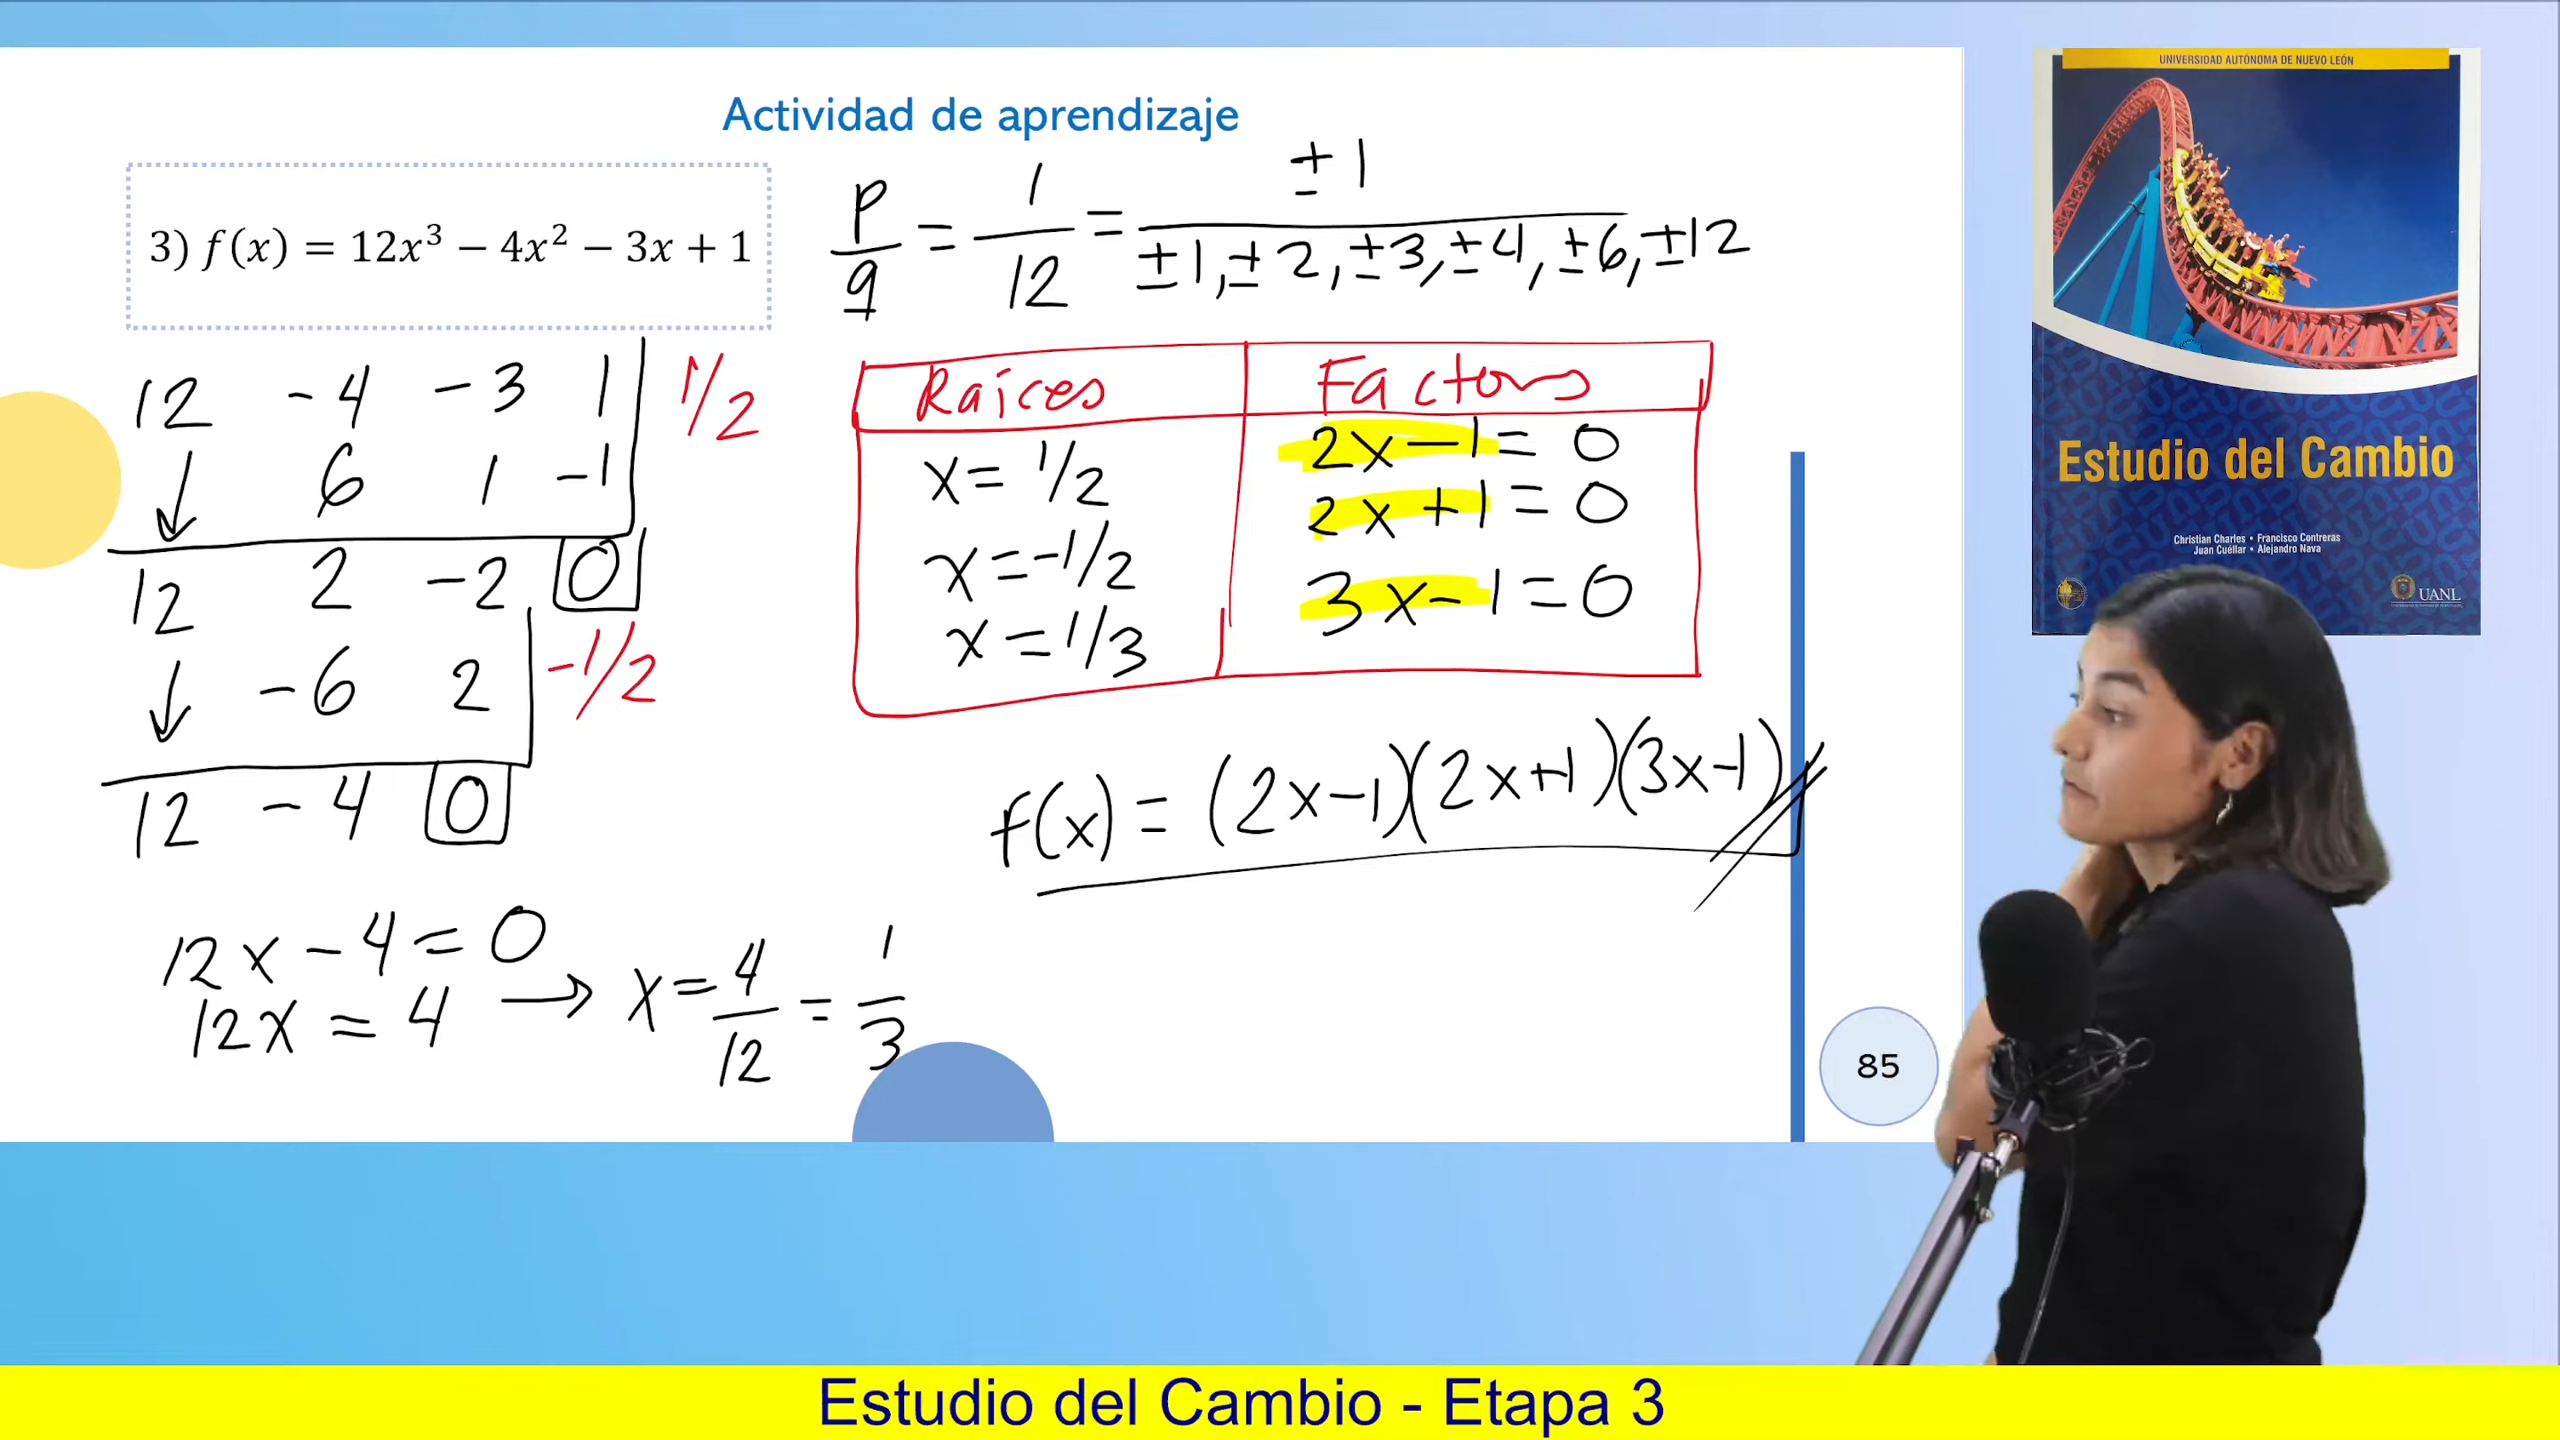 Actividad de aprendizaje
3) f(x) = 12x³ − 4x² − 3x + 1
p/q = 1/12 = ±1 / ±1, ±2, ±3, ±4, ±6, ±12
12 -4 -3 1 | 1/2
↓ 6 1 -1
12 2 -2 0
↓ -6 2 | -1/2
12 -4 0
12x - 4 = 0
12x = 4 → x = 4/12 = 1/3
Raíces Factors
x = 1/2 2x - 1 = 0
x = -1/2 2x + 1 = 0
x = 1/3 3x - 1 = 0
f(x) = (2x-1)(2x+1)(3x-1)
85
UNIVERSIDAD AUTÓNOMA DE NUEVO LEÓN
Estudio del Cambio
Christian Charles • Francisco Contreras
Juan Cuéllar • Alejandro Nava
UANL
Estudio del Cambio - Etapa 3